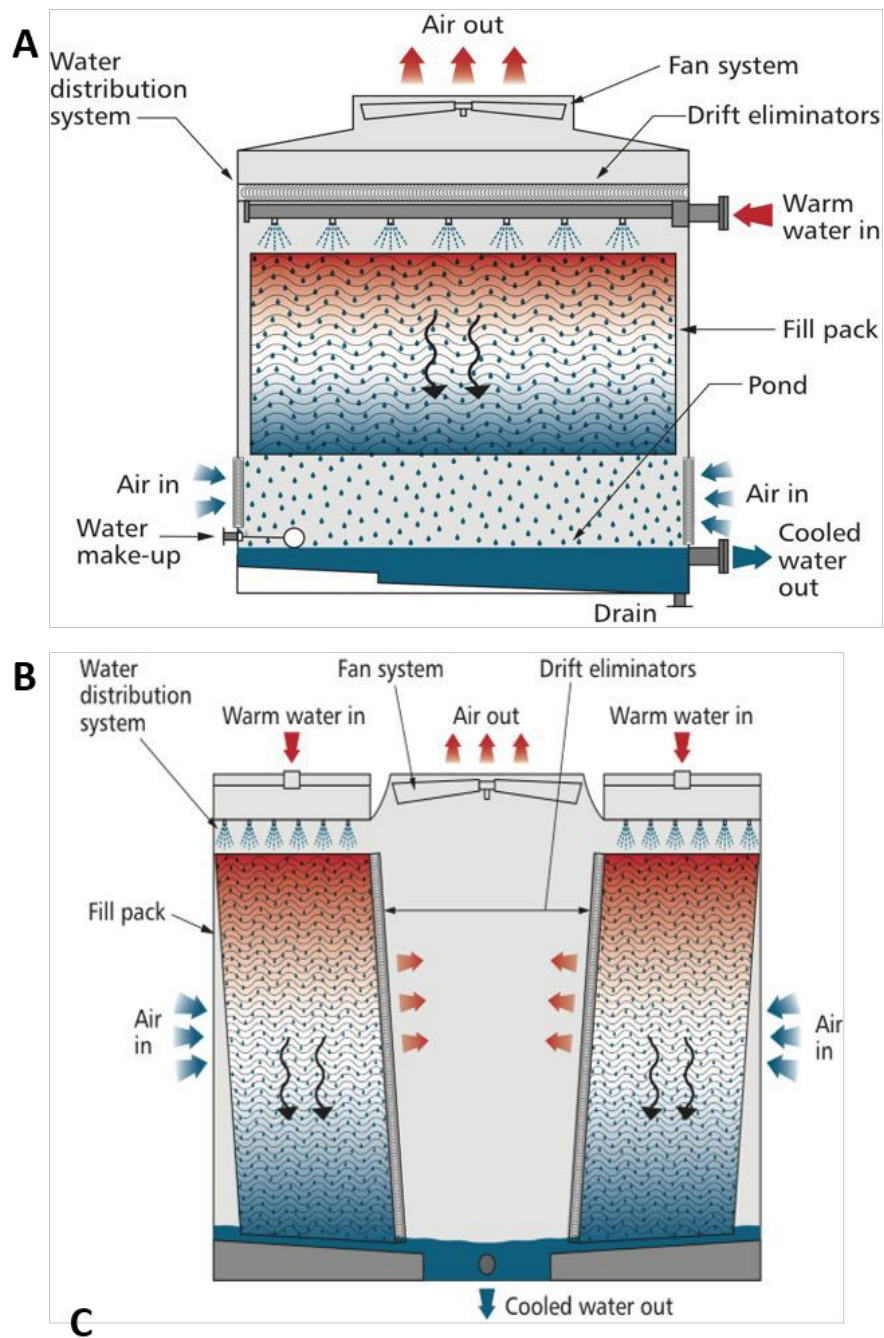 A
Air out
Water
distribution
system
Fan system
Drift eliminators
Warm
water in
Fill pack
Pond
Air in
Air in
Water
make-up
Cooled
water
out
Drain
B
Water
distribution
system
Fan system
Drift eliminators
Warm water in
Air out
Warm water in
Fill pack
Air
in
Air
in
Cooled water out
C